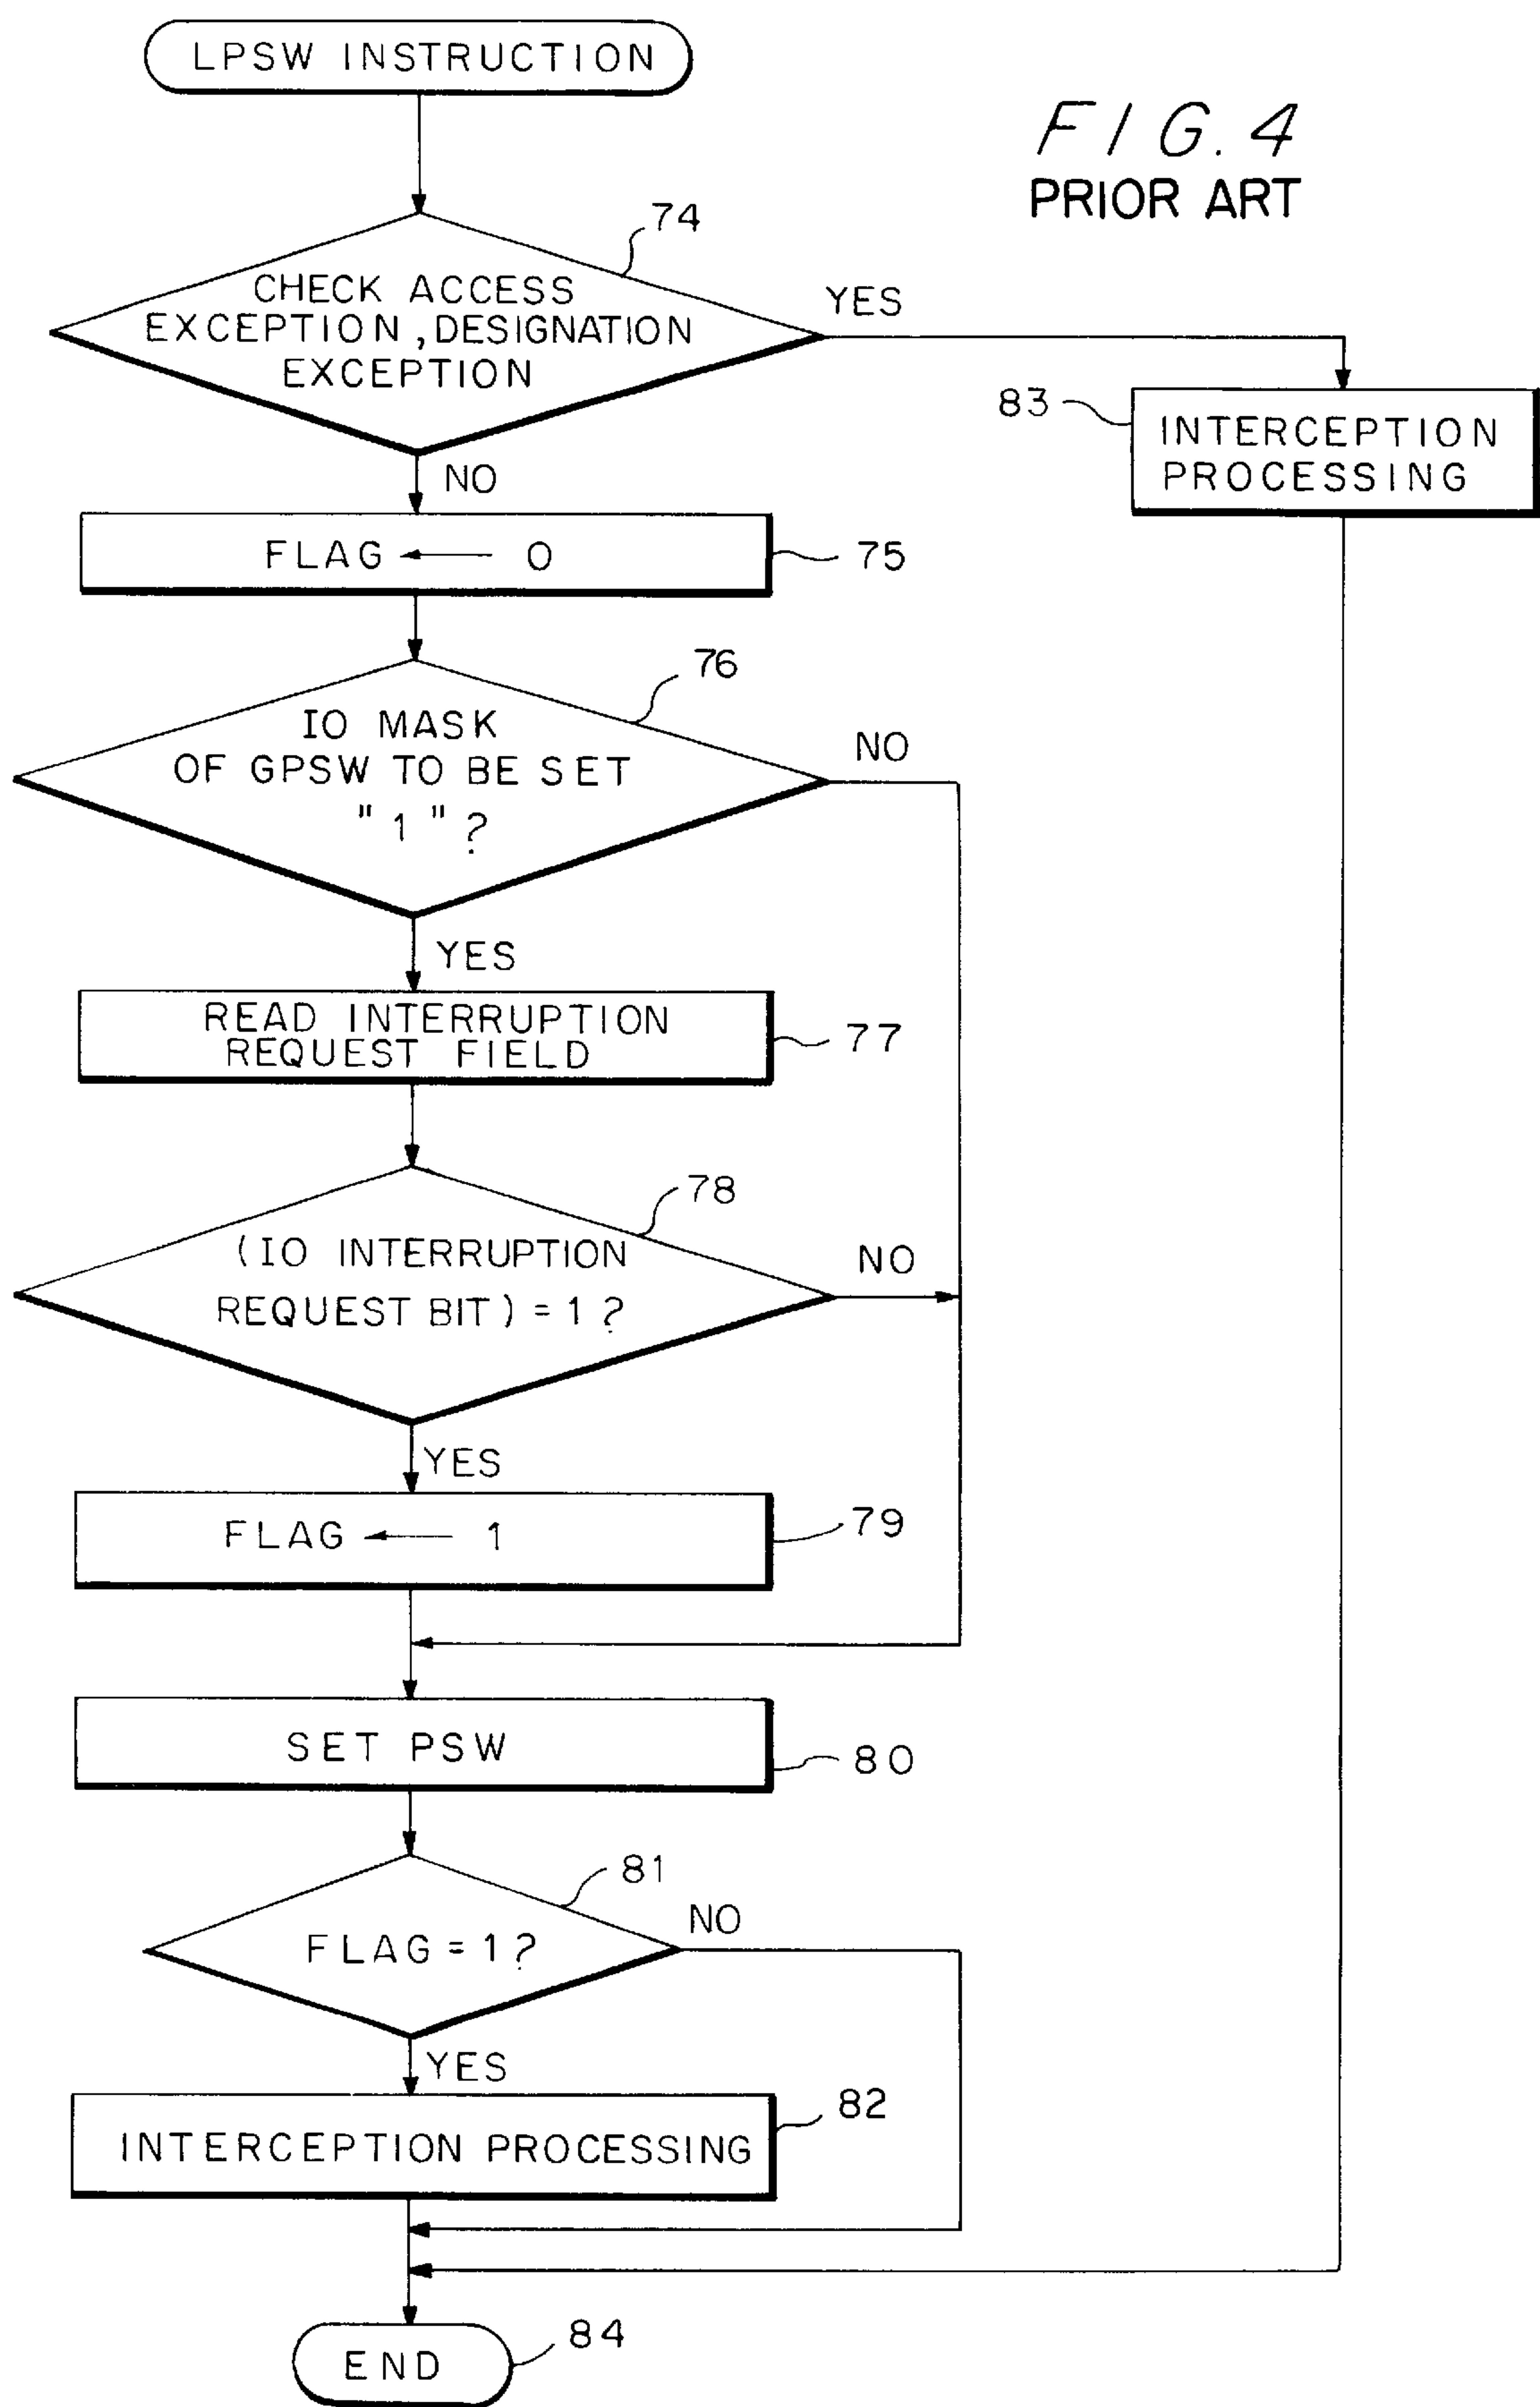 LPSW INSTRUCTION
FIG. 4
PRIOR ART
74
CHECK ACCESS
EXCEPTION, DESIGNATION
EXCEPTION
YES
NO
83
INTERCEPTION
PROCESSING
FLAG ← 0
75
76
IO MASK
OF GPSW TO BE SET
"1"?
NO
YES
READ INTERRUPTION
REQUEST FIELD
77
78
(IO INTERRUPTION
REQUEST BIT) = 1?
NO
YES
FLAG ← 1
79
SET PSW
80
81
FLAG = 1?
NO
YES
82
INTERCEPTION PROCESSING
84
END